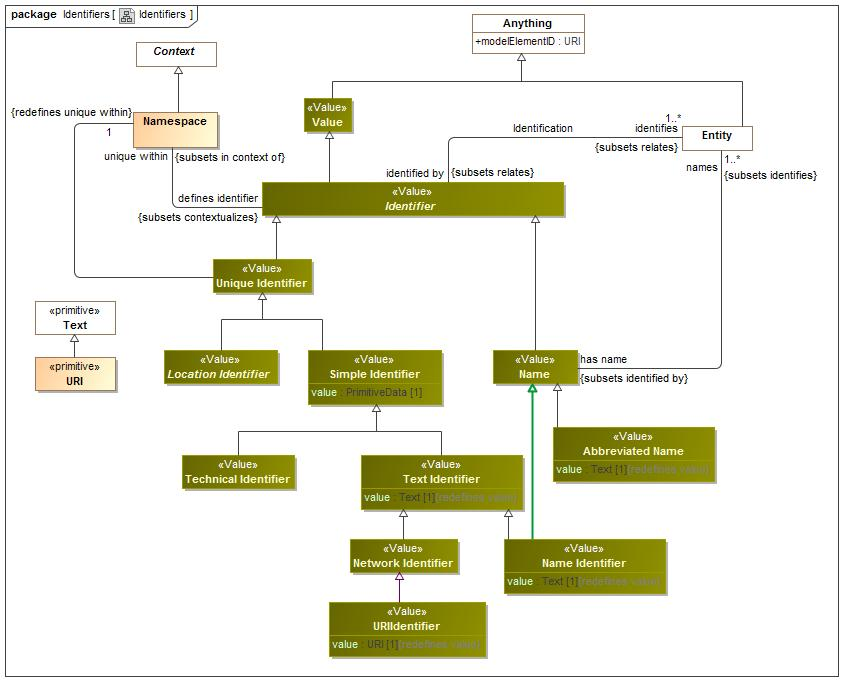 package Identifiers [ Identifiers ]
Anything
+modelElementID : URI
Context
{redefines unique within}
1
Namespace
unique within
{subsets in context of}
«Value»
Value
Identification
1..*
identifies
{subsets relates}
Entity
names
1..*
{subsets identifies}
identified by
{subsets relates}
defines identifier
{subsets contextualizes}
«Value»
Identifier
«Value»
Unique Identifier
«primitive»
Text
«primitive»
URI
«Value»
Location Identifier
«Value»
Simple Identifier
value : PrimitiveData [1]
«Value»
Name
has name
{subsets identified by}
«Value»
Abbreviated Name
value : Text [1]{redefines value}
«Value»
Technical Identifier
«Value»
Text Identifier
value : Text [1]{redefines value}
«Value»
Network Identifier
«Value»
Name Identifier
value : Text [1]{redefines value}
«Value»
URIIdentifier
value : URI [1]{redefines value}